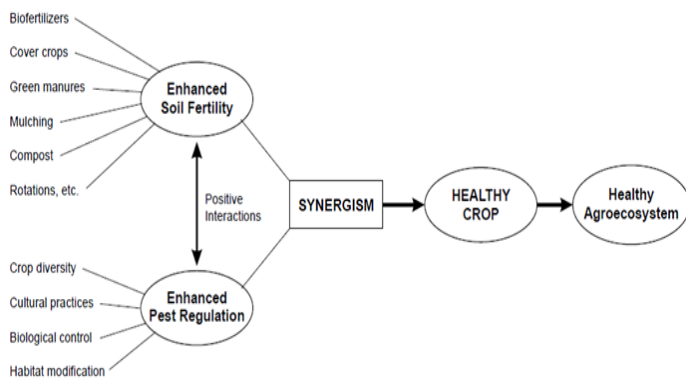 Biofertilizers
Cover crops
Green manures
Mulching
Compost
Rotations, etc.
Enhanced
Soil Fertility
Positive
Interactions
Crop diversity
Cultural practices
Biological control
Habitat modification
Enhanced
Pest Regulation
SYNERGISM
HEALTHY
CROP
Healthy
Agroecosystem